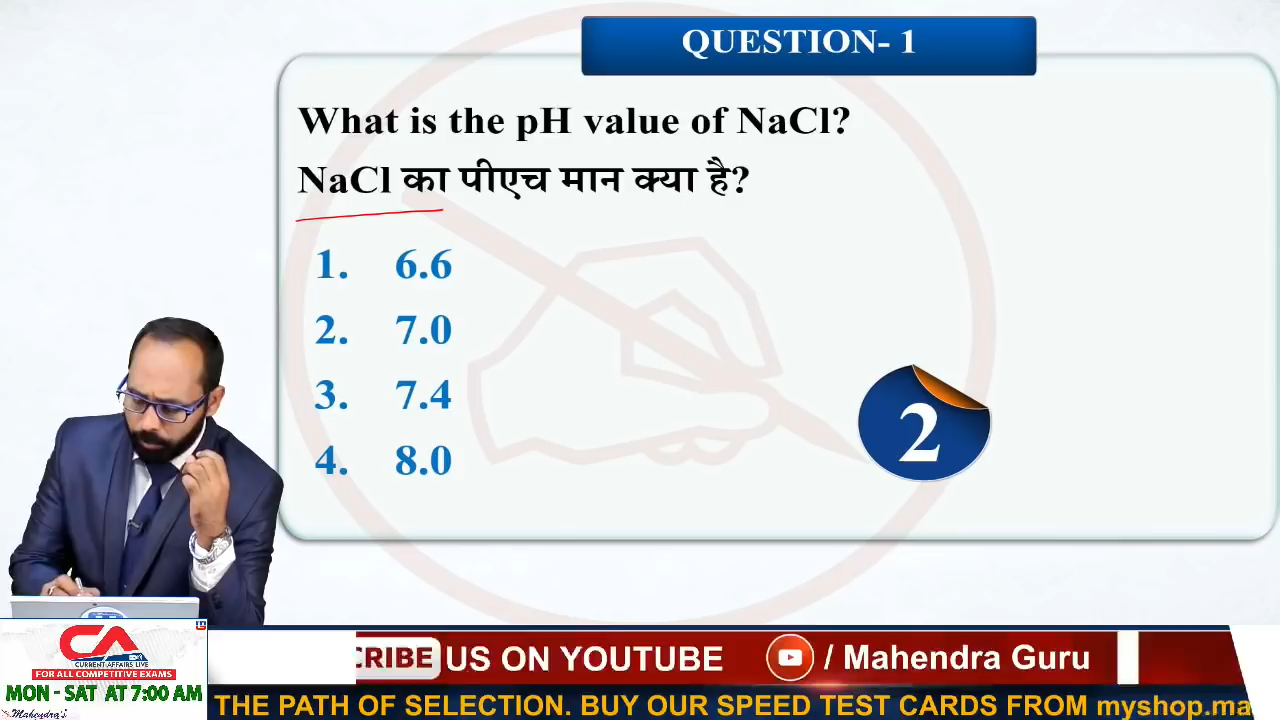 QUESTION- 1
What is the pH value of NaCl?
NaCl का पीएच मान क्या है?
1. 6.6
2. 7.0
3. 7.4
4. 8.0
2
CA
CURRENT AFFAIRS LIVE
FOR ALL COMPETITIVE EXAMS
MON - SAT AT 7:00 AM
Mahendra's
CRIBE US ON YOUTUBE / Mahendra Guru
THE PATH OF SELECTION. BUY OUR SPEED TEST CARDS FROM myshop.ma